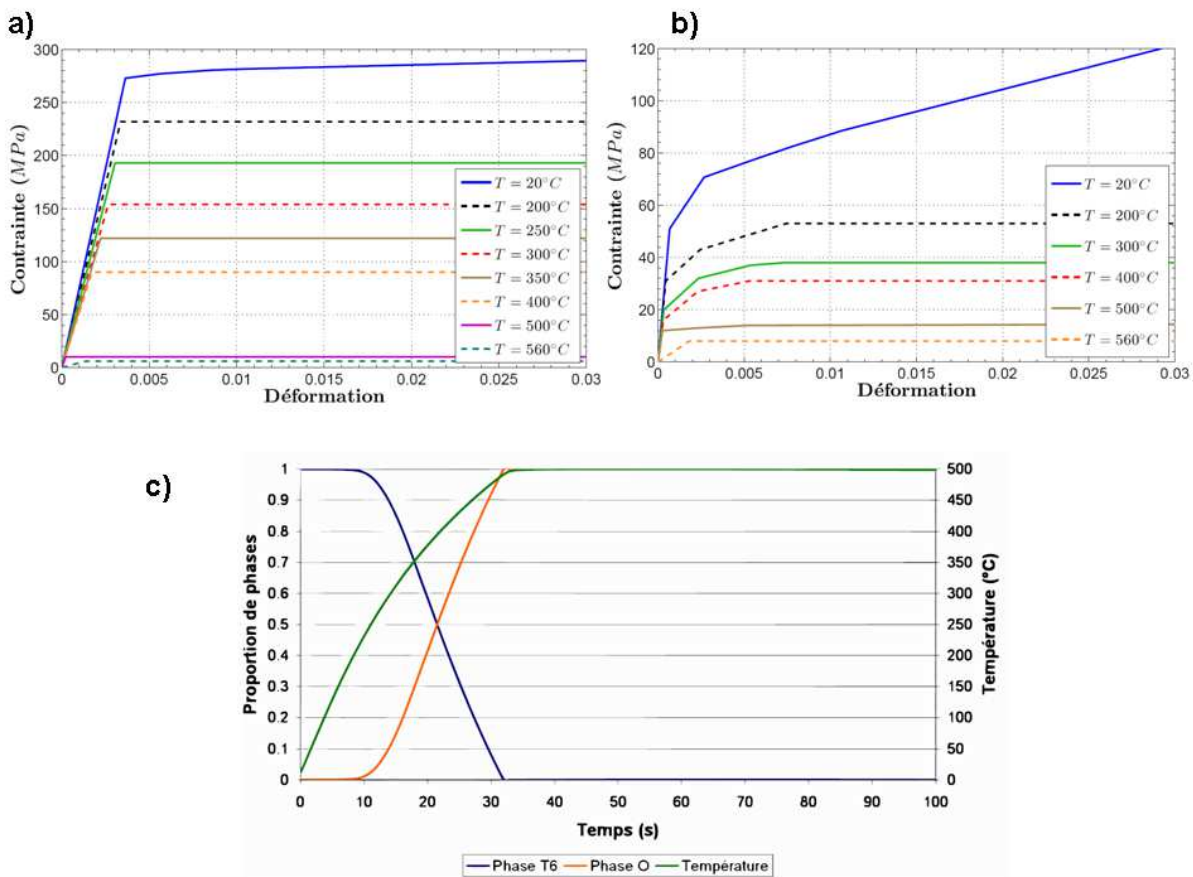 a)
300
250
200
150
100
50
0
Contrainte (MPa)
0 0.005 0.01 0.015 0.02 0.025 0.03
Déformation
T = 20°C
T = 200°C
T = 250°C
T = 300°C
T = 350°C
T = 400°C
T = 500°C
T = 560°C
b)
120
100
80
60
40
20
0
Contrainte (MPa)
0 0.005 0.01 0.015 0.02 0.025 0.03
Déformation
T = 20°C
T = 200°C
T = 300°C
T = 400°C
T = 500°C
T = 560°C
c)
Proportion de phases
1
0.9
0.8
0.7
0.6
0.5
0.4
0.3
0.2
0.1
0
500
450
400
350
300
250
200
150
100
50
0
Température (°C)
0 10 20 30 40 50 60 70 80 90 100
Temps (s)
Phase T6 Phase O Température